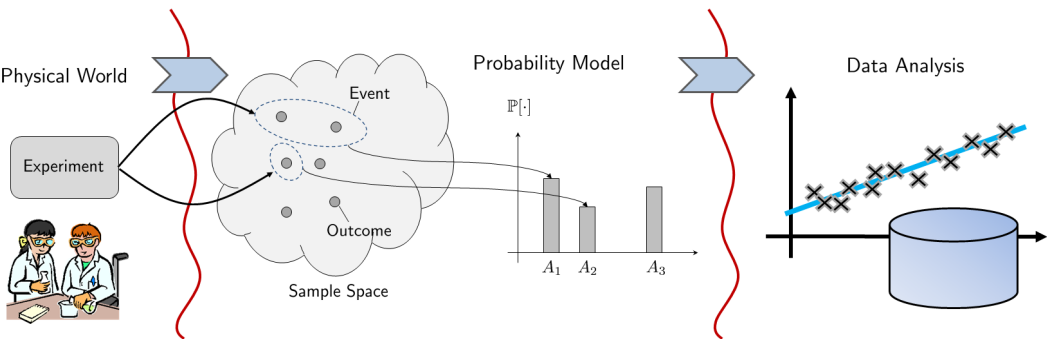 Physical World
Experiment
Event
Outcome
Sample Space
Probability Model
ℙ[·]
A₁ A₂ A₃
Data Analysis